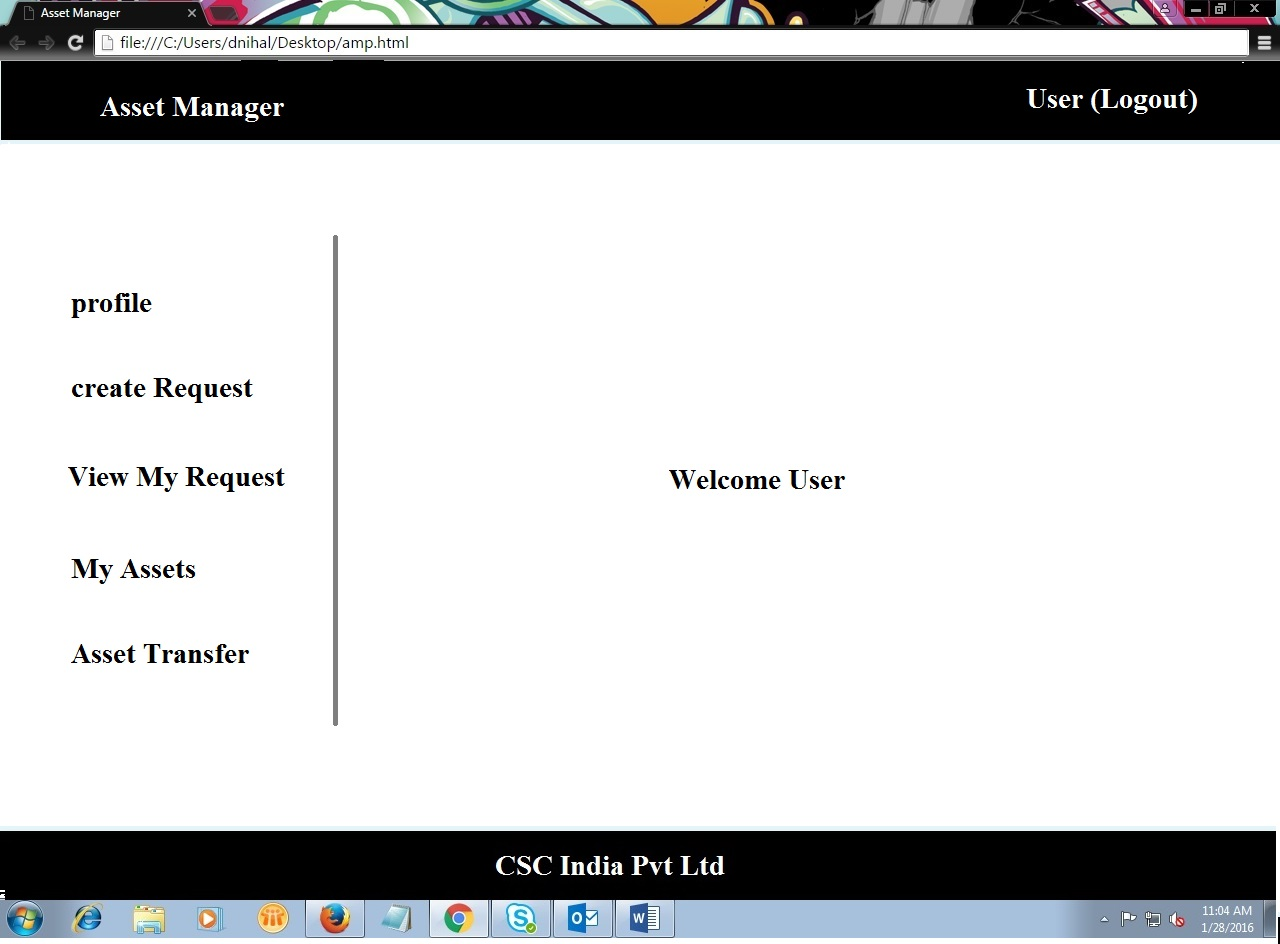 Asset Manager
file:///C:/Users/dnihal/Desktop/amp.html
Asset Manager
User (Logout)
profile
create Request
View My Request
Welcome User
My Assets
Asset Transfer
CSC India Pvt Ltd
11:04 AM
1/28/2016